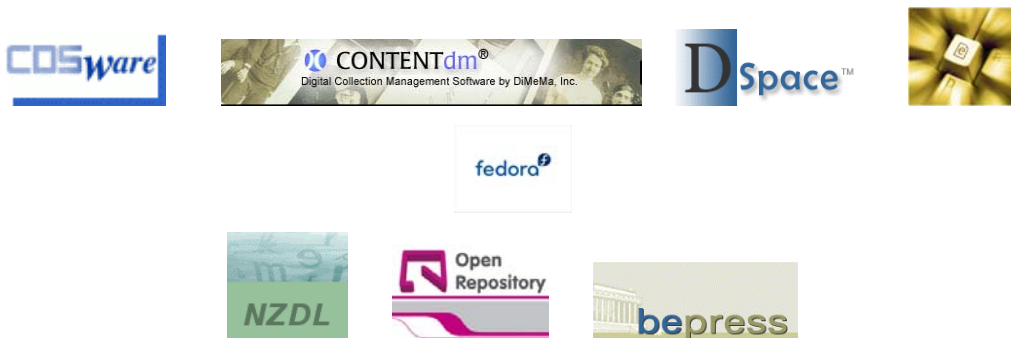 CDSware
CONTENTdm®
Digital Collection Management Software by DiMeMa, Inc.
DSpace™
e
fedora
NZDL
Open
Repository
bepress